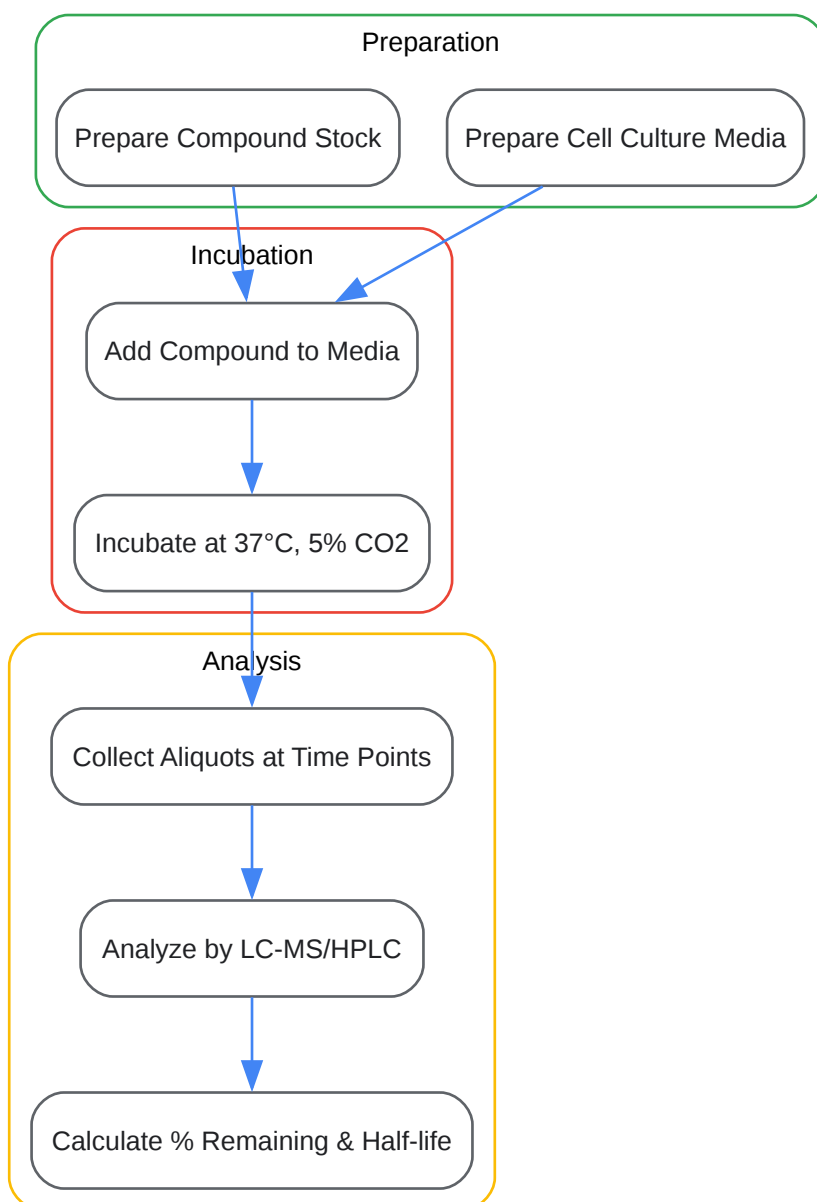 Preparation
Prepare Compound Stock
Prepare Cell Culture Media
Incubation
Add Compound to Media
Incubate at 37°C, 5% CO2
Analysis
Collect Aliquots at Time Points
Analyze by LC-MS/HPLC
Calculate % Remaining & Half-life